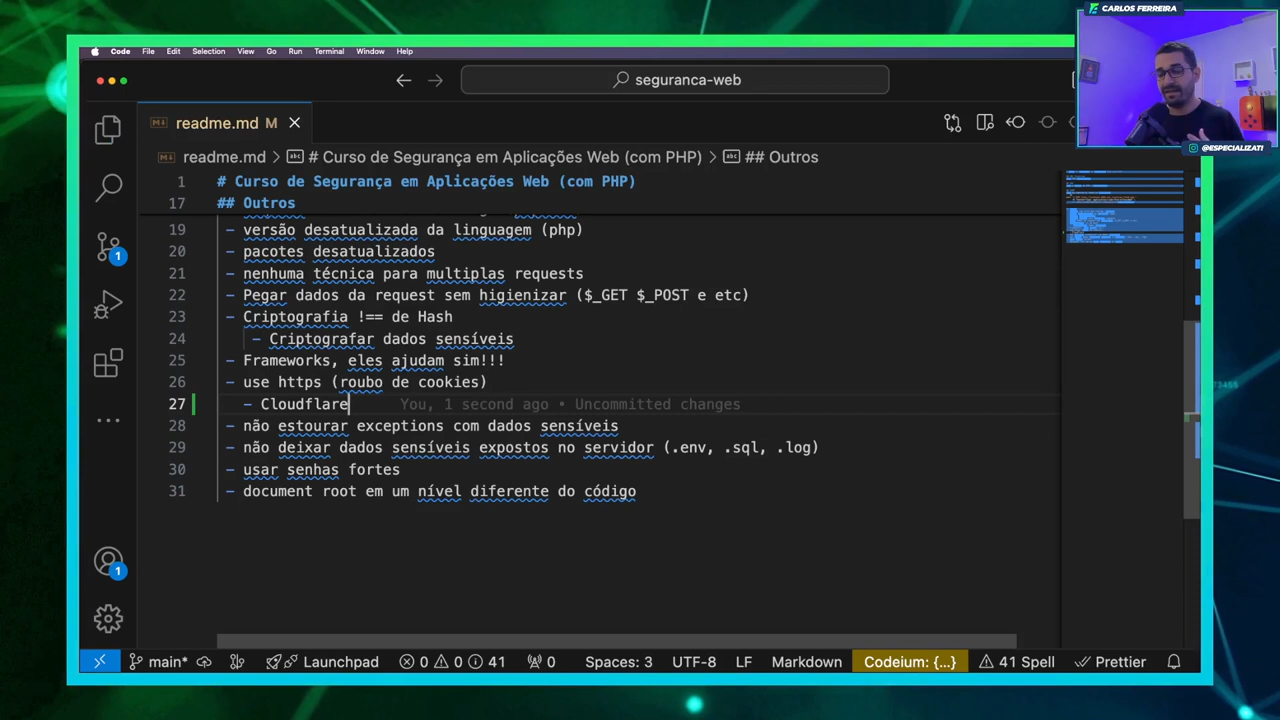 CARLOS FERREIRA
@ESPECIALIZATI
Code File Edit Selection View Go Run Terminal Window Help
seguranca-web
readme.md M
readme.md > # Curso de Segurança em Aplicações Web (com PHP) > ## Outros
1 # Curso de Segurança em Aplicações Web (com PHP)
17 ## Outros
19 - versão desatualizada da linguagem (php)
20 - pacotes desatualizados
21 - nenhuma técnica para multiplas requests
22 - Pegar dados da request sem higienizar ($_GET $_POST e etc)
23 - Criptografia !== de Hash
24 - Criptografar dados sensíveis
25 - Frameworks, eles ajudam sim!!!
26 - use https (roubo de cookies)
27 - Cloudflare You, 1 second ago • Uncommitted changes
28 - não estourar exceptions com dados sensíveis
29 - não deixar dados sensíveis expostos no servidor (.env, .sql, .log)
30 - usar senhas fortes
31 - document root em um nível diferente do código
1
1
main* Launchpad 0 0 41 0 Spaces: 3 UTF-8 LF Markdown Codeium: {...} 41 Spell Prettier